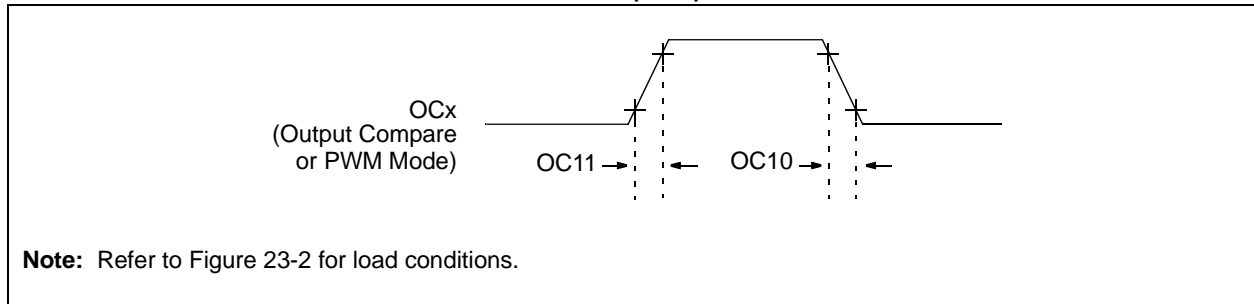 OCx
(Output Compare
or PWM Mode)
OC11
OC10
Note: Refer to Figure 23-2 for load conditions.